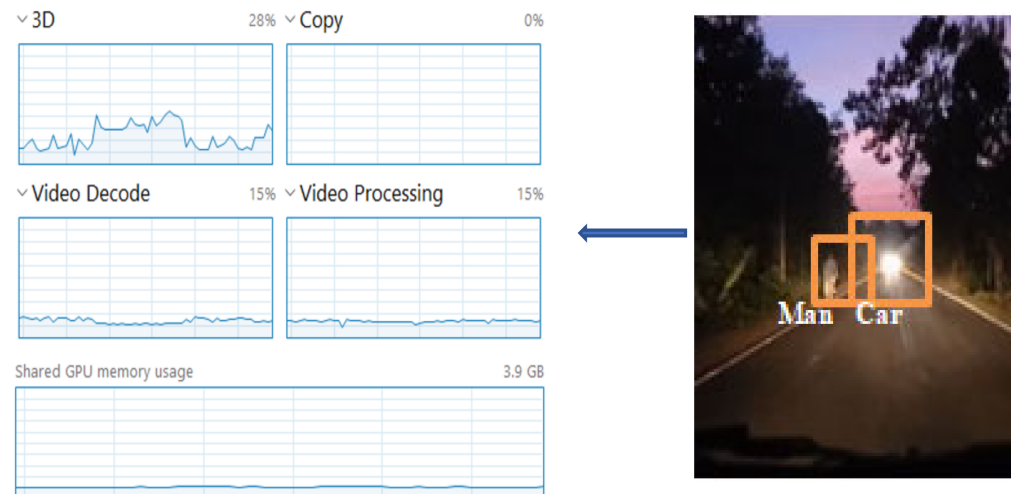 3D 28% Copy 0%
Video Decode 15% Video Processing 15%
Shared GPU memory usage 3.9 GB
Man Car